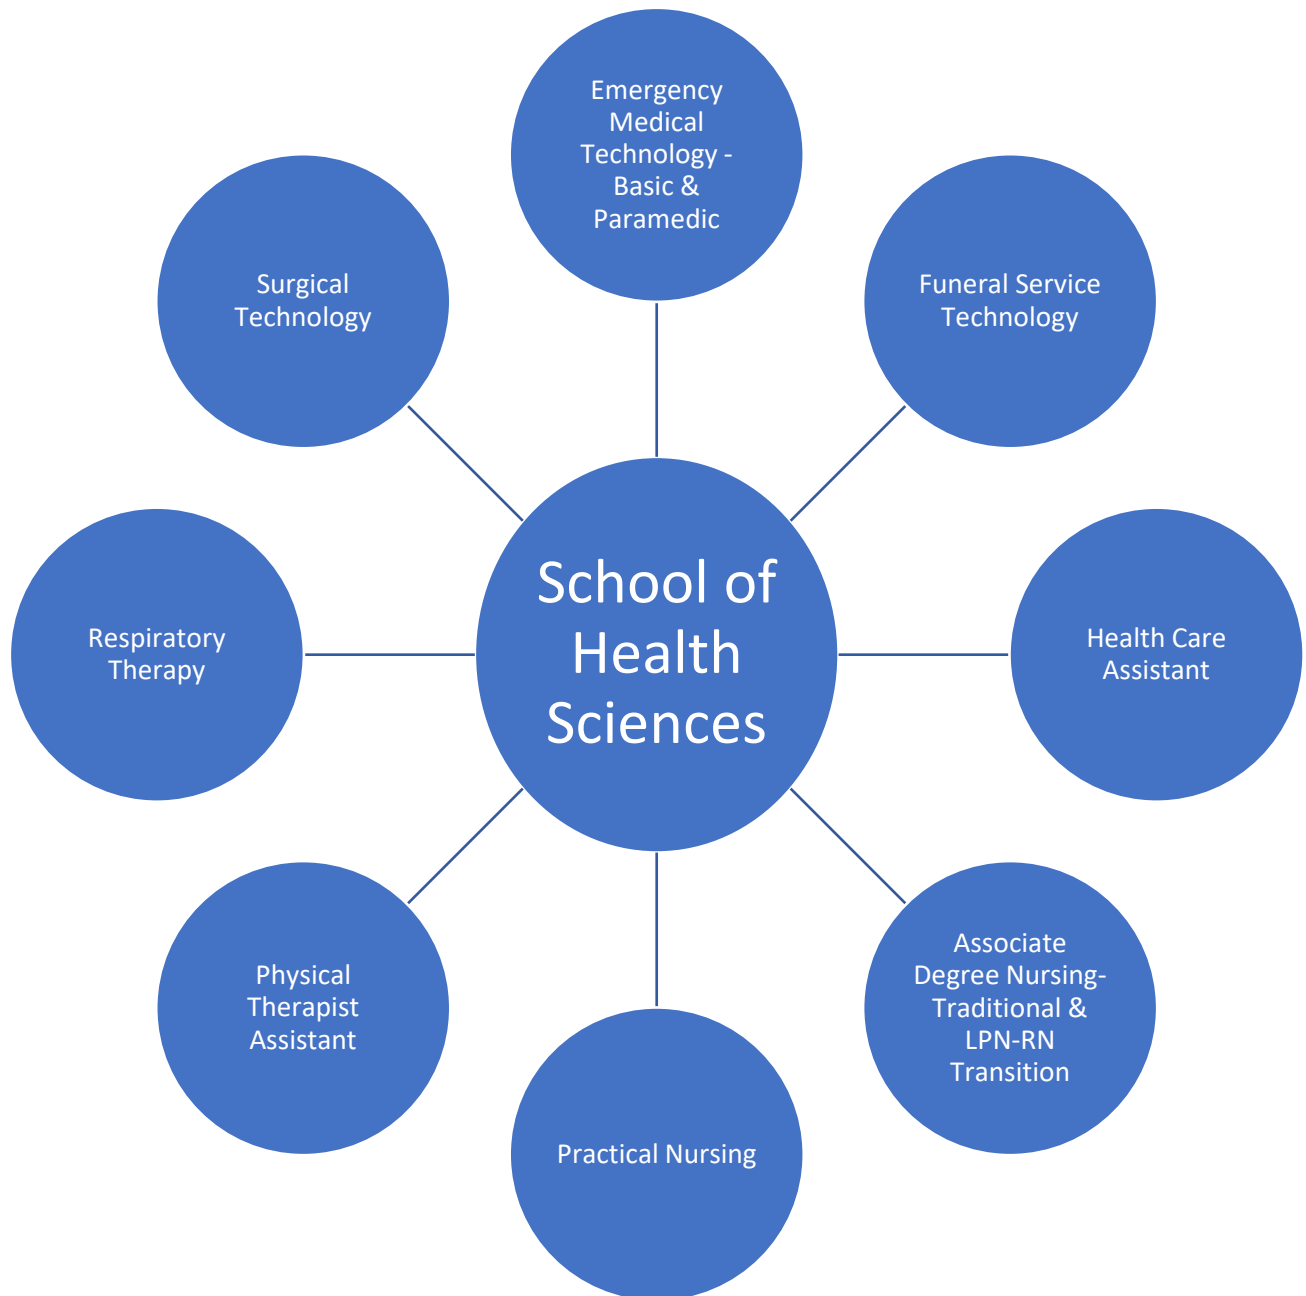 Emergency
Medical
Technology -
Basic &
Paramedic
Funeral Service
Technology
Health Care
Assistant
Associate
Degree Nursing-
Traditional &
LPN-RN
Transition
Practical Nursing
Physical
Therapist
Assistant
Respiratory
Therapy
Surgical
Technology
School of
Health
Sciences